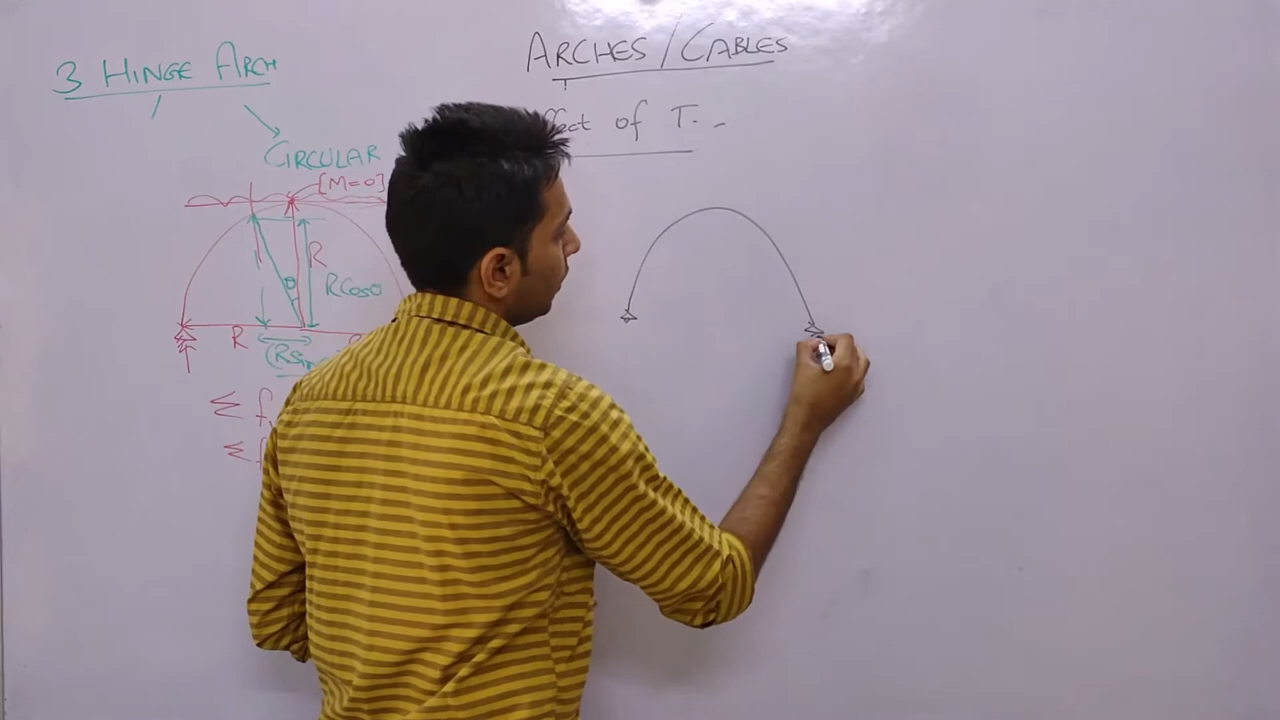 3 HINGE ARCH
CIRCULAR
[M=0]
R
θ
RCosθ
R
ARCHES / CABLES
of T.